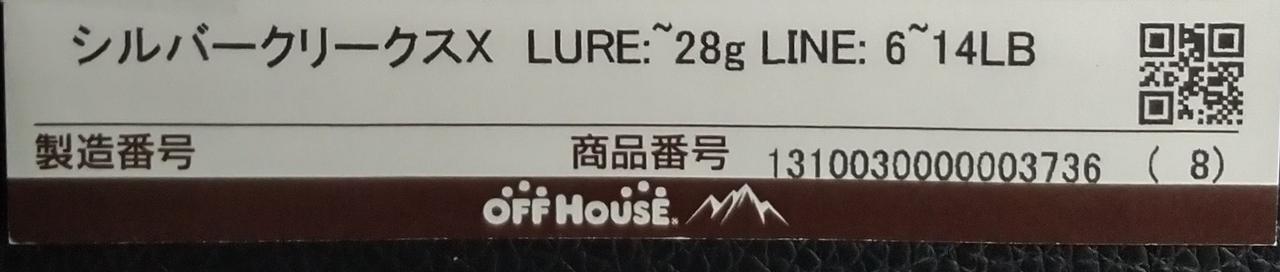 シルバークリークスX LURE:~28g LINE: 6~14LB
製造番号 商品番号 1310030000003736 ( 8)
OFF HOUSE